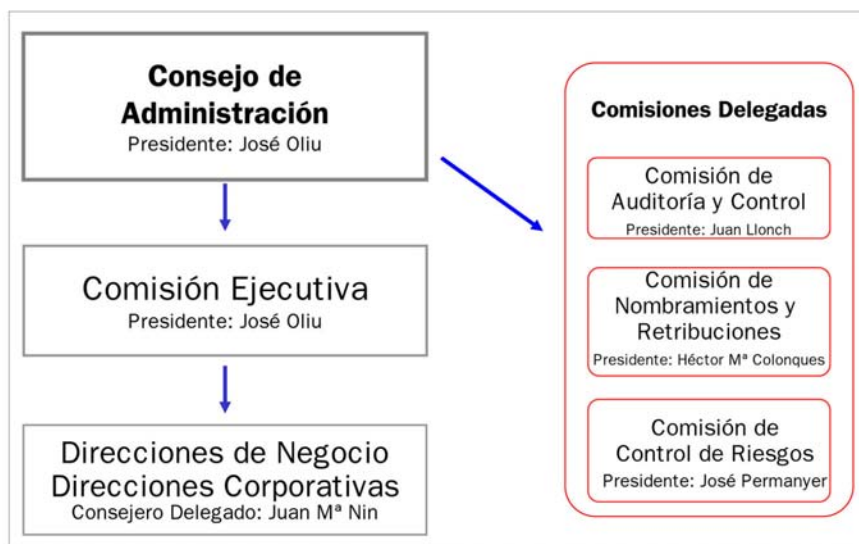 Consejo de
Administración
Presidente: José Oliu
Comisión Ejecutiva
Presidente: José Oliu
Direcciones de Negocio
Direcciones Corporativas
Consejero Delegado: Juan Mª Nin
Comisiones Delegadas
Comisión de
Auditoría y Control
Presidente: Juan Llonch
Comisión de
Nombramientos y
Retribuciones
Presidente: Héctor Mª Colonques
Comisión de
Control de Riesgos
Presidente: José Permanyer